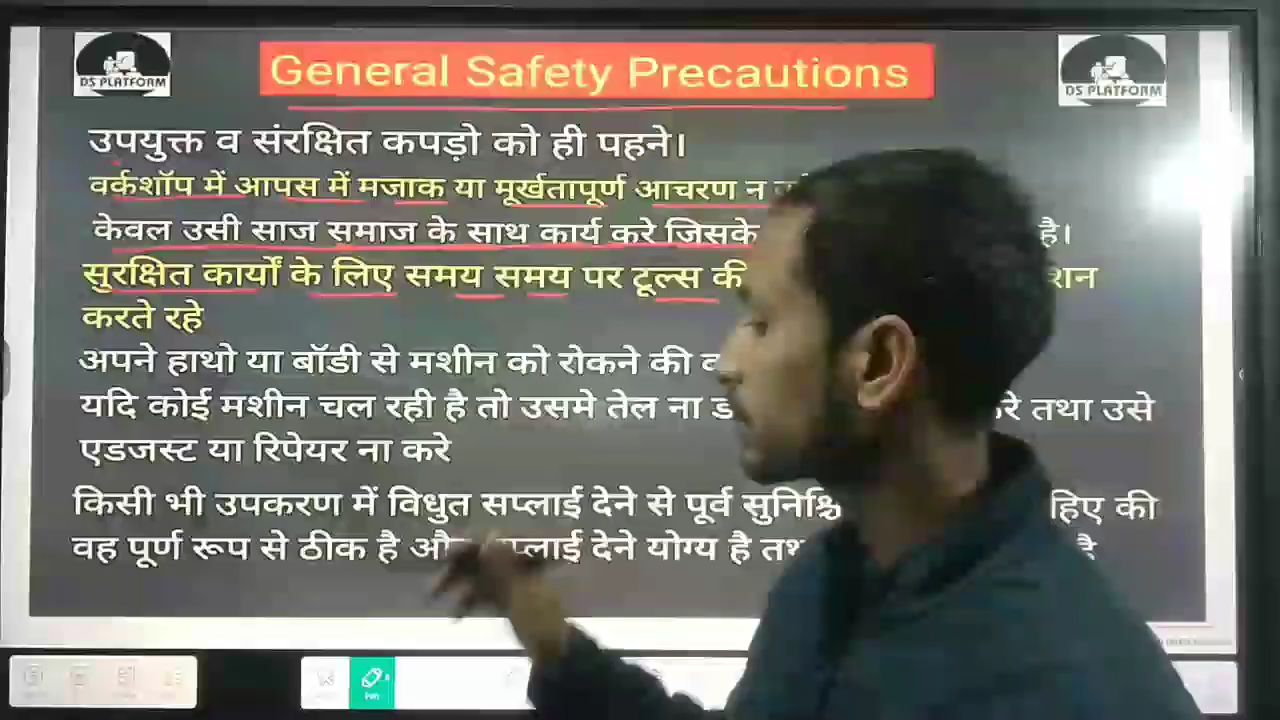 DS PLATFORM
General Safety Precautions
DS PLATFORM
उपयुक्त व संरक्षित कपड़ो को ही पहने।
वर्कशॉप में आपस में मजाक या मूर्खतापूर्ण आचरण न
केवल उसी साज समाज के साथ कार्य करे जिसके है।
सुरक्षित कार्यों के लिए समय समय पर टूल्स की
करते रहे
अपने हाथो या बॉडी से मशीन को रोकने की
यदि कोई मशीन चल रही है तो उसमे तेल ना तथा उसे
एडजस्ट या रिपेयर ना करे
किसी भी उपकरण में विधुत सप्लाई देने से पूर्व की
वह पूर्ण रूप से ठीक है देने योग्य है है